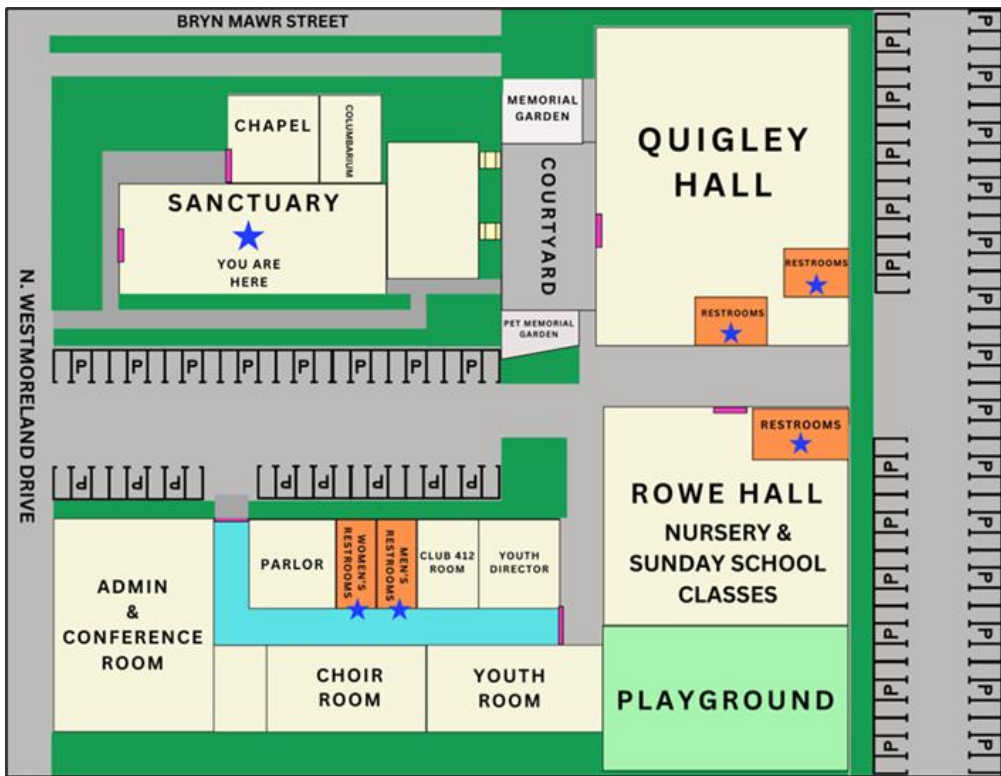 BRYN MAWR STREET
MEMORIAL
GARDEN
CHAPEL
COLUMBARIUM
QUIGLEY
HALL
COURTYARD
SANCTUARY
YOU ARE
HERE
RESTROOMS
RESTROOMS
PET MEMORIAL
GARDEN
N. WESTMORELAND DRIVE
P P P P P P P P
RESTROOMS
P P P P P P P P
ROWE HALL
NURSERY &
SUNDAY SCHOOL
CLASSES
PARLOR
WOMEN'S
RESTROOMS
MEN'S
RESTROOMS
CLUB 412
ROOM
YOUTH
DIRECTOR
ADMIN
&
CONFERENCE
ROOM
CHOIR
ROOM
YOUTH
ROOM
PLAYGROUND
P P P P P
P P P P P P
P P P P P P P P P P P P P P